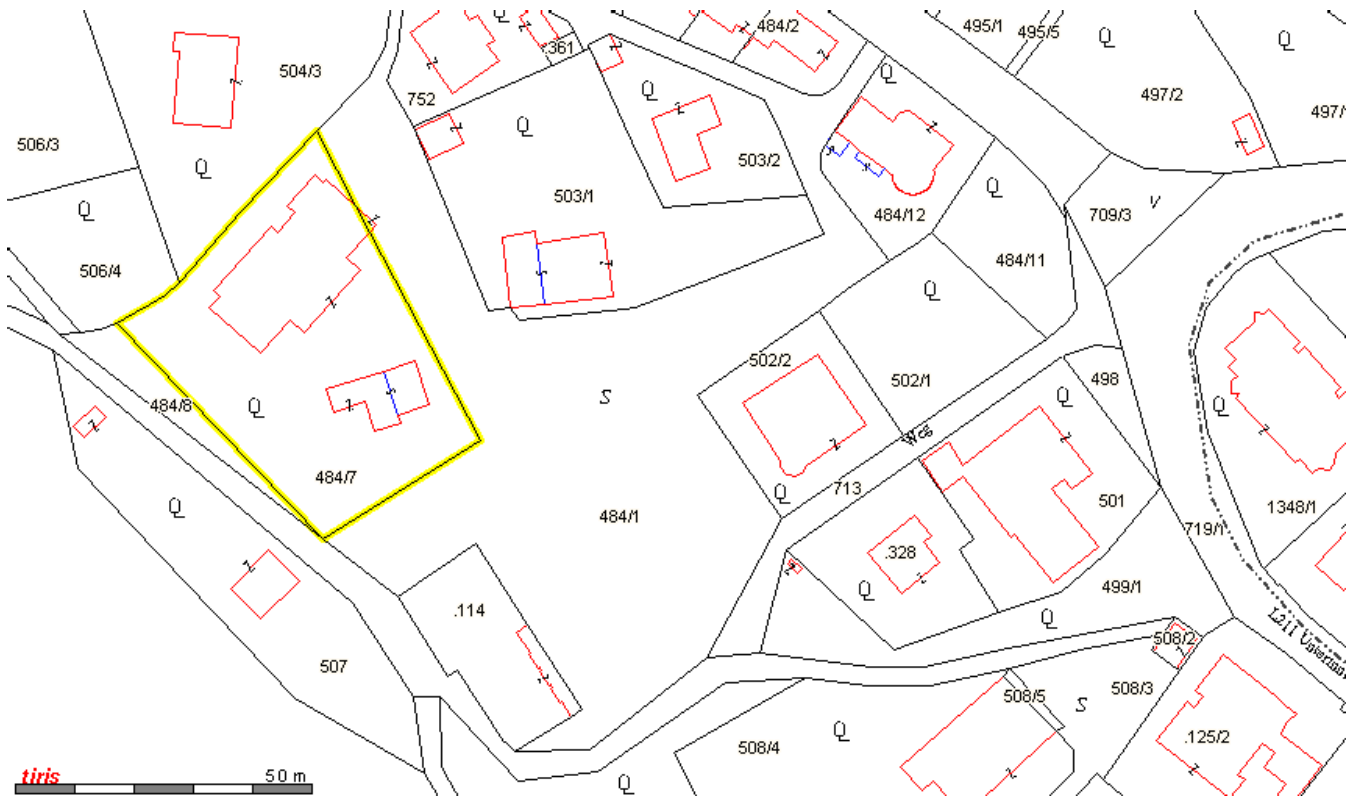 Q
484/2
495/1
495/5
Q
Q
.361
504/3
Q
Q
752
497/2
Q
506/3
Q
503/2
Q
Q
503/1
709/3
V
484/12
506/4
484/11
Q
502/2
502/1
498
S
Q
Q
484/8
Q
Weg
484/7
Q
713
501
Q
484/1
1348/1
719/1
.328
Q
499/1
Q
.114
L211
508/2
507
508/5
508/3
S
Q
508/4
.125/2
tiris
50 m
Q